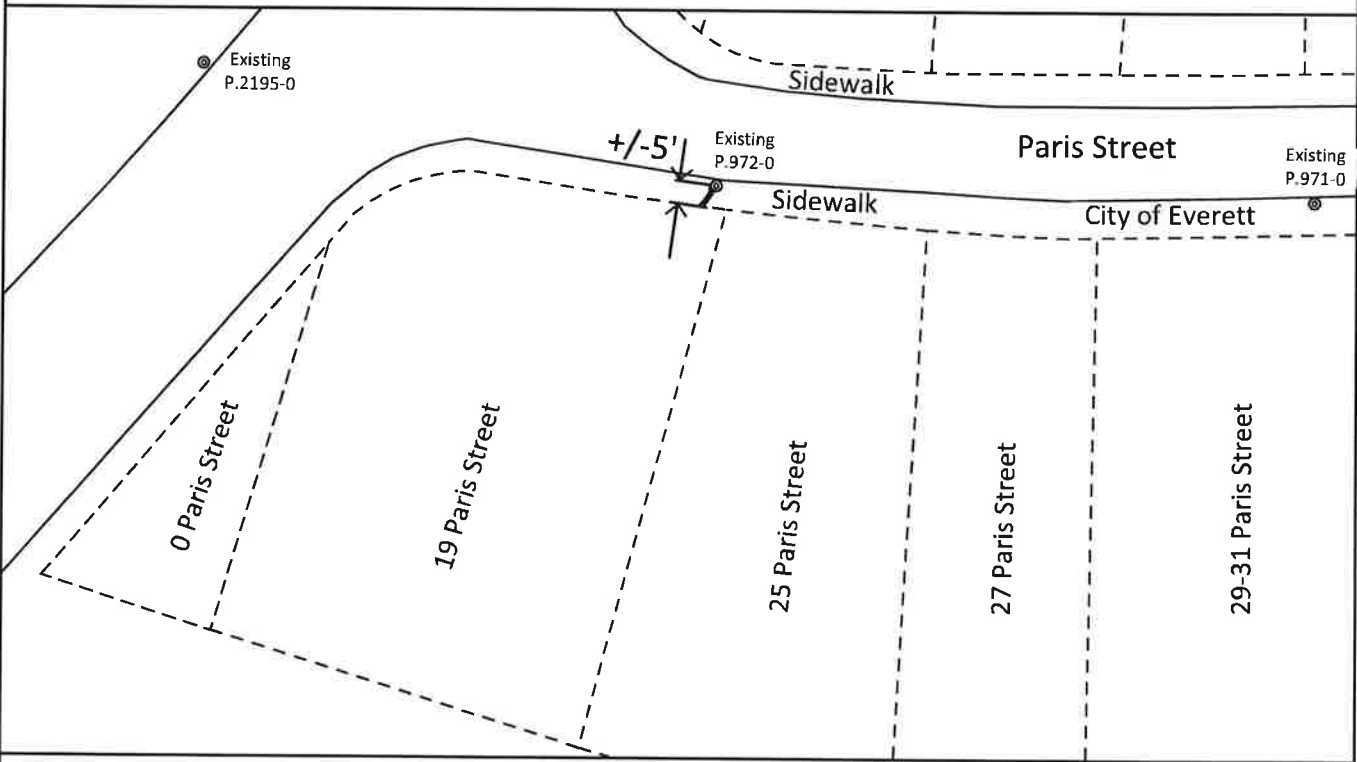 Existing
P.2195-0
Sidewalk
+/-5'
Existing
P.972-0
Paris Street
Existing
P.971-0
Sidewalk
City of Everett
0 Paris Street
19 Paris Street
25 Paris Street
27 Paris Street
29-31 Paris Street